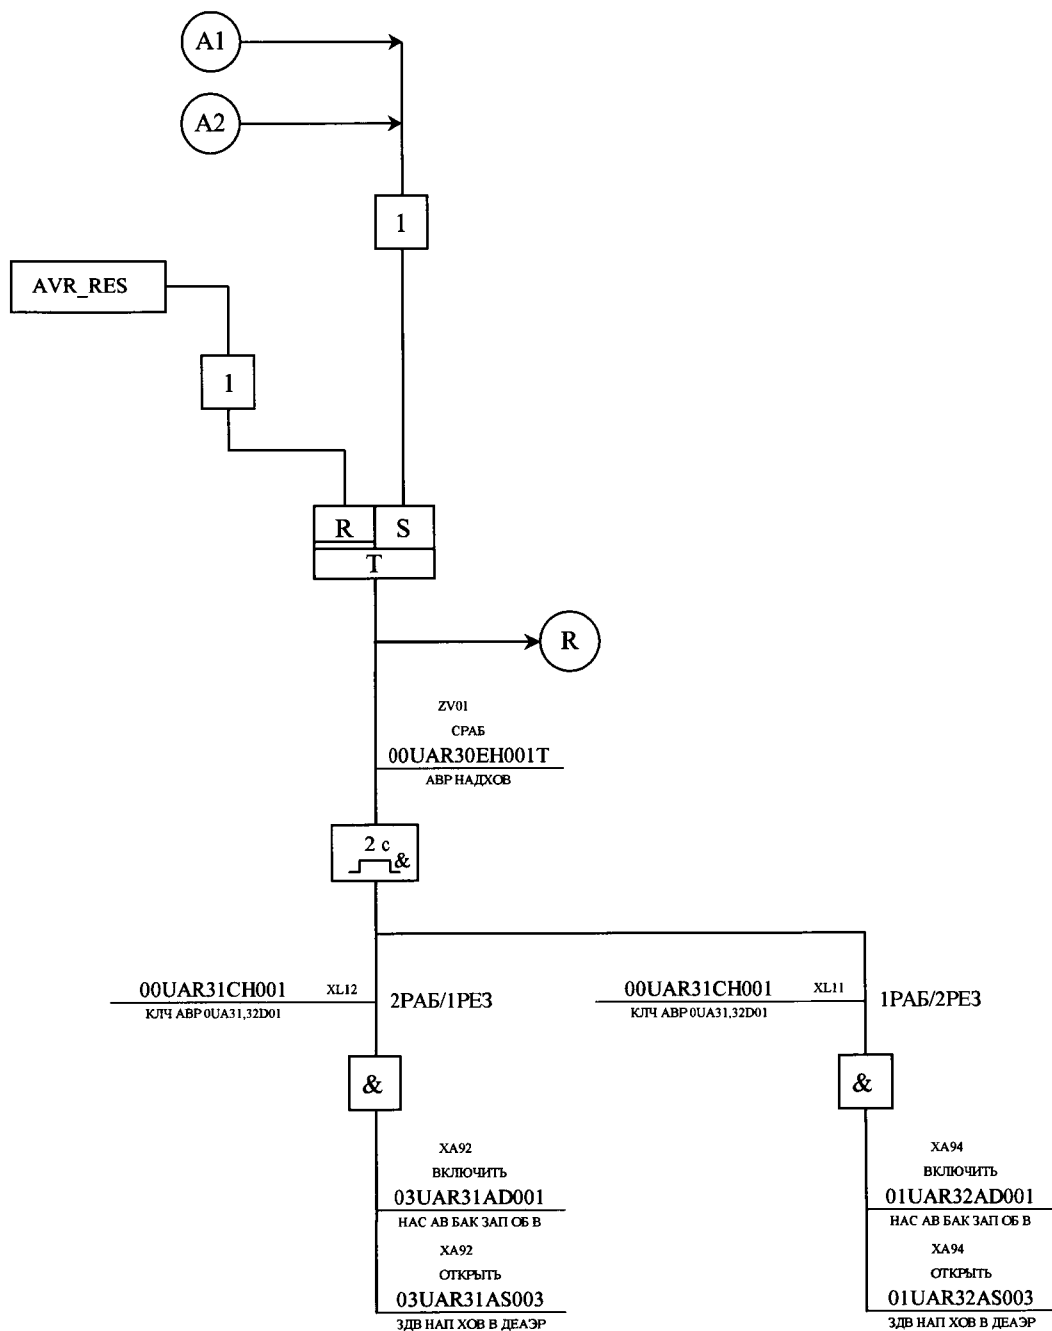 A1
A2
1
AVR_RES
1
R S
T
R
ZV01
СРАБ
00UAR30EH001T
АВР НАДХОВ
2 с
&
00UAR31CH001 XL12
КЛЧ АВР 0UA31,32D01
2РАБ/1РЕЗ
00UAR31CH001 XL11
КЛЧ АВР 0UA31,32D01
1РАБ/2РЕЗ
&
&
XA92
ВКЛЮЧИТЬ
03UAR31AD001
НАС АВ БАК ЗАП ОБ В
XA92
ОТКРЫТЬ
03UAR31AS003
ЗДВ НАП ХОВ В ДЕАЭР
XA94
ВКЛЮЧИТЬ
01UAR32AD001
НАС АВ БАК ЗАП ОБ В
XA94
ОТКРЫТЬ
01UAR32AS003
ЗДВ НАП ХОВ В ДЕАЭР